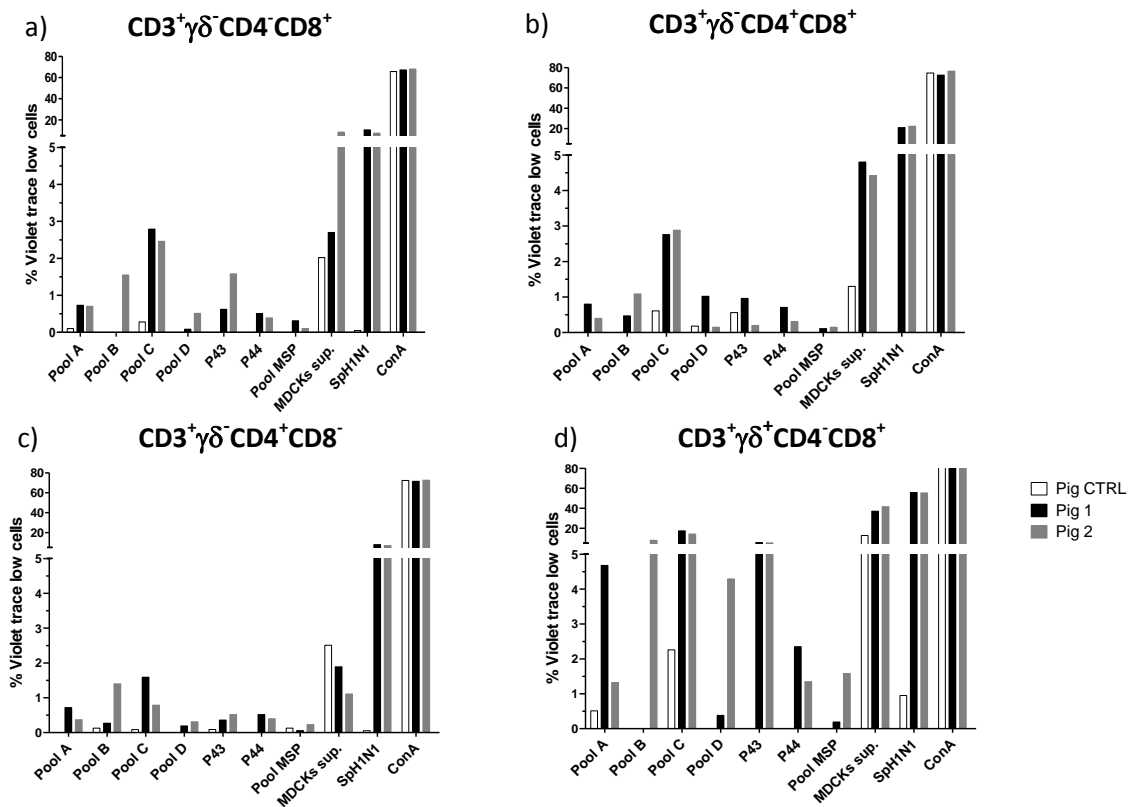 a) CD3⁺γδ⁻CD4⁻CD8⁺
% Violet trace low cells
80
60
40
20
5
4
3
2
1
0
Pool A Pool B Pool C Pool D P43 P44 Pool MSP MDCKs sup. SpH1N1 ConA
b) CD3⁺γδ⁻CD4⁺CD8⁺
% Violet trace low cells
80
60
40
20
5
4
3
2
1
0
Pool A Pool B Pool C Pool D P43 P44 Pool MSP MDCKs sup. SpH1N1 ConA
c) CD3⁺γδ⁻CD4⁺CD8⁻
% Violet trace low cells
80
60
40
20
5
4
3
2
1
0
Pool A Pool B Pool C Pool D P43 P44 Pool MSP MDCKs sup. SpH1N1 ConA
d) CD3⁺γδ⁺CD4⁻CD8⁺
% Violet trace low cells
80
60
40
20
5
4
3
2
1
0
Pool A Pool B Pool C Pool D P43 P44 Pool MSP MDCKs sup. SpH1N1 ConA
Pig CTRL
Pig 1
Pig 2